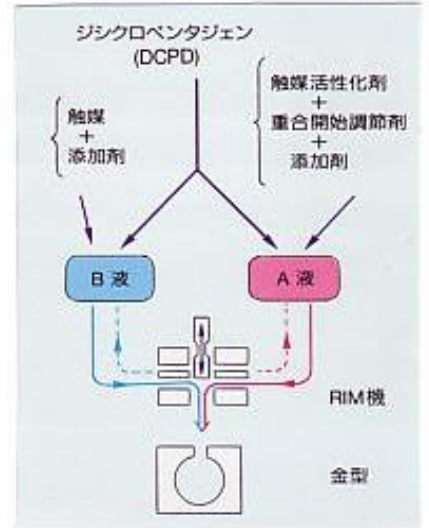 ジシクロペンタジェン
(DCPD)
触媒
+
添加剤
触媒活性化剤
+
重合開始調節剤
+
添加剤
B 液
A 液
RIM機
金型